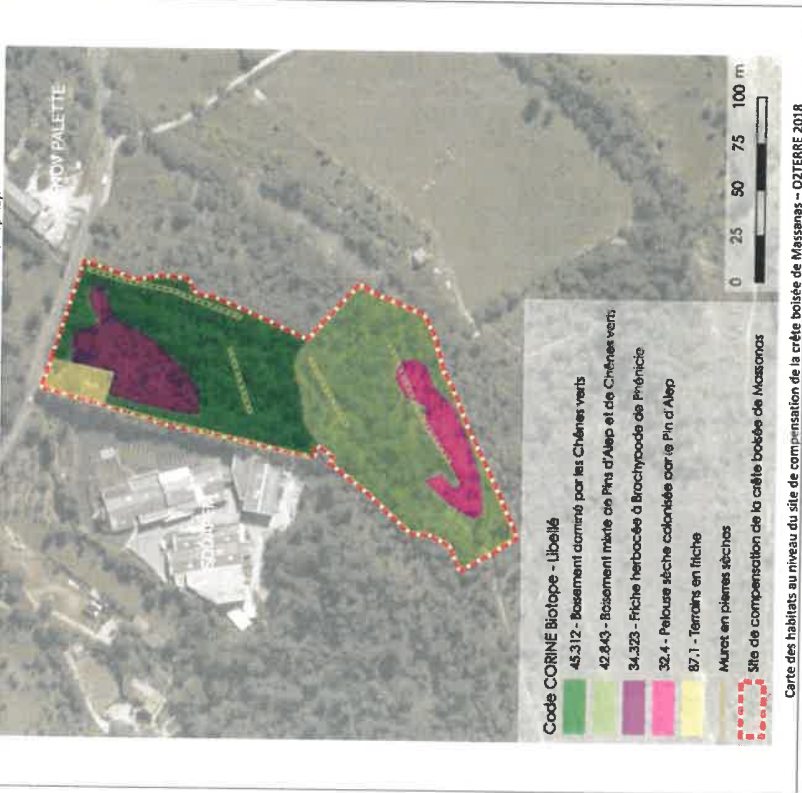 NOV PALETTE
Code CORINE Biotope - Libellé
45.312 - Boisement dominé par les Chênes verts
42.843 - Boisement mixte de Pins d'Alep et de Chênes verts
34.323 - Friche herbacée à Brachypode de Phénicie
32.4 - Pelouse sèche colonisée par le Pin d'Alep
87.1 - Terrains en friche
Muret en pierres sèches
Site de compensation de la crête boisée de Massanas
0 25 50 75 100 m
Carte des habitats au niveau du site de compensation de la crête boisée de Massanas – O2TERRE 2018